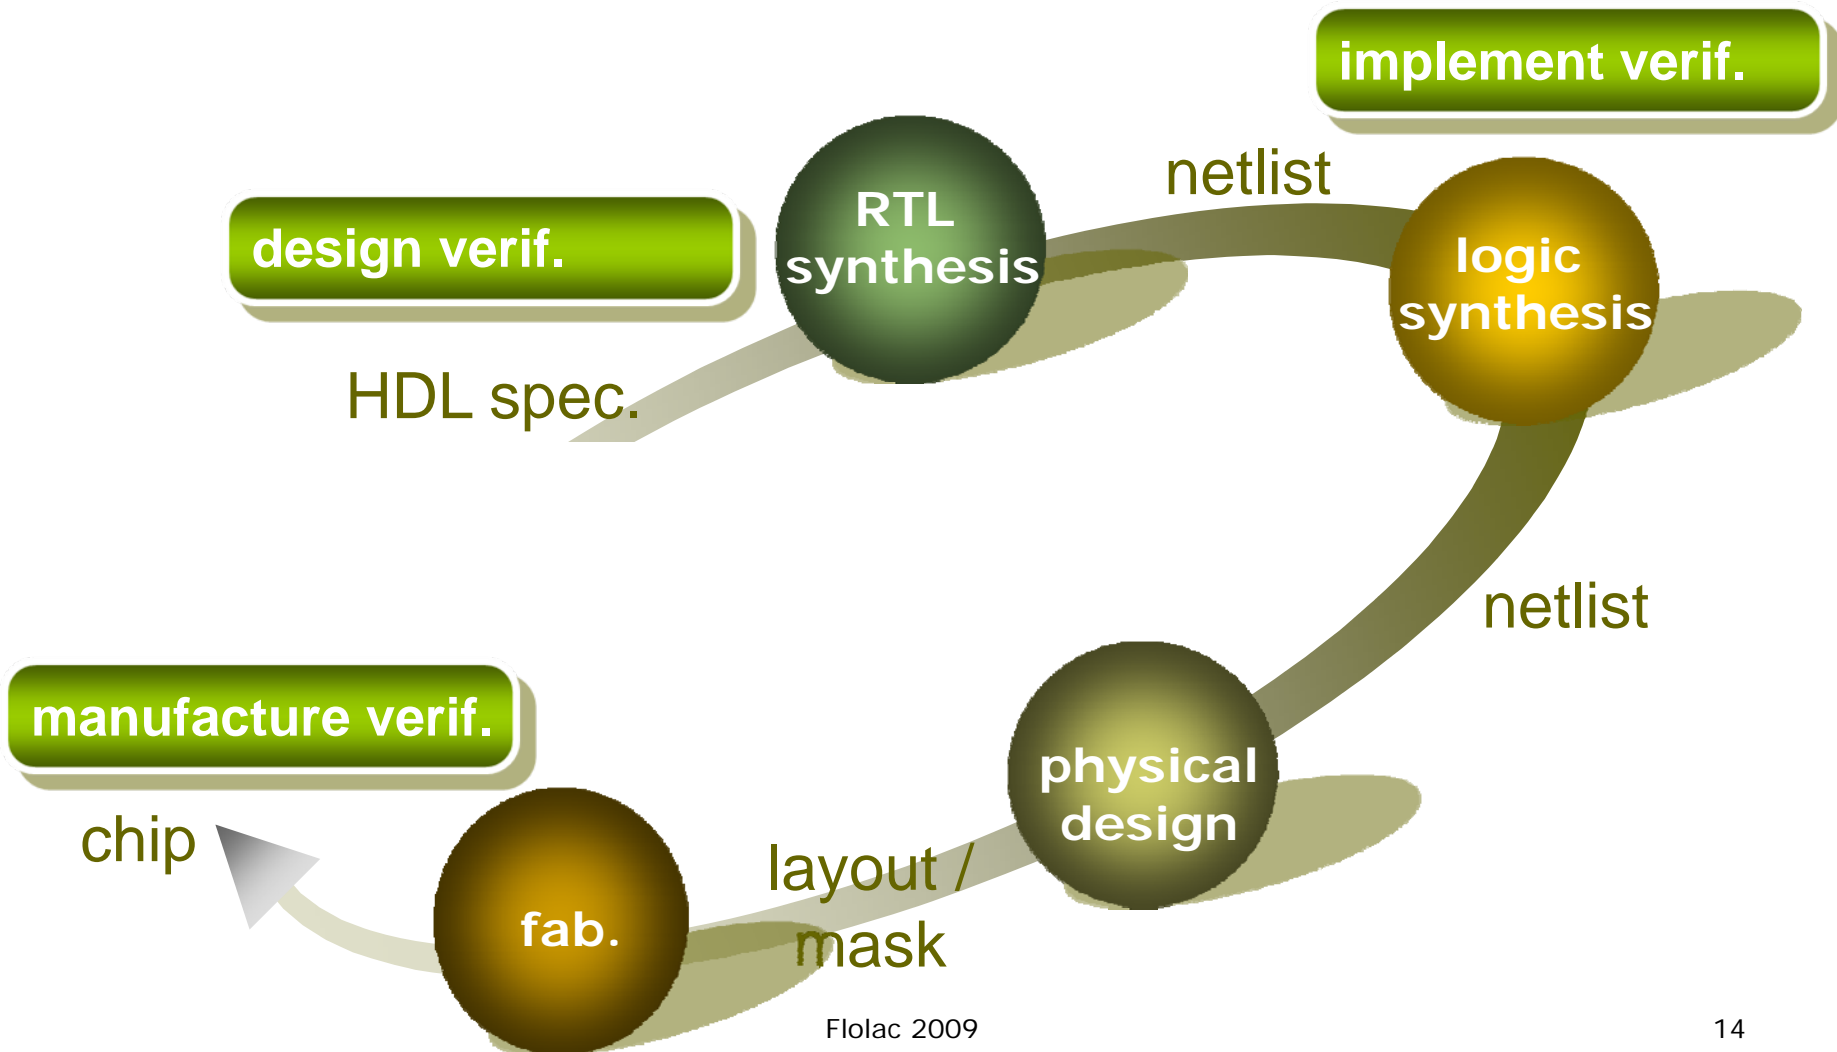 implement verif.
netlist
RTL
synthesis
design verif.
logic
synthesis
HDL spec.
netlist
manufacture verif.
physical
design
chip
layout /
mask
fab.
Flolac 2009
14